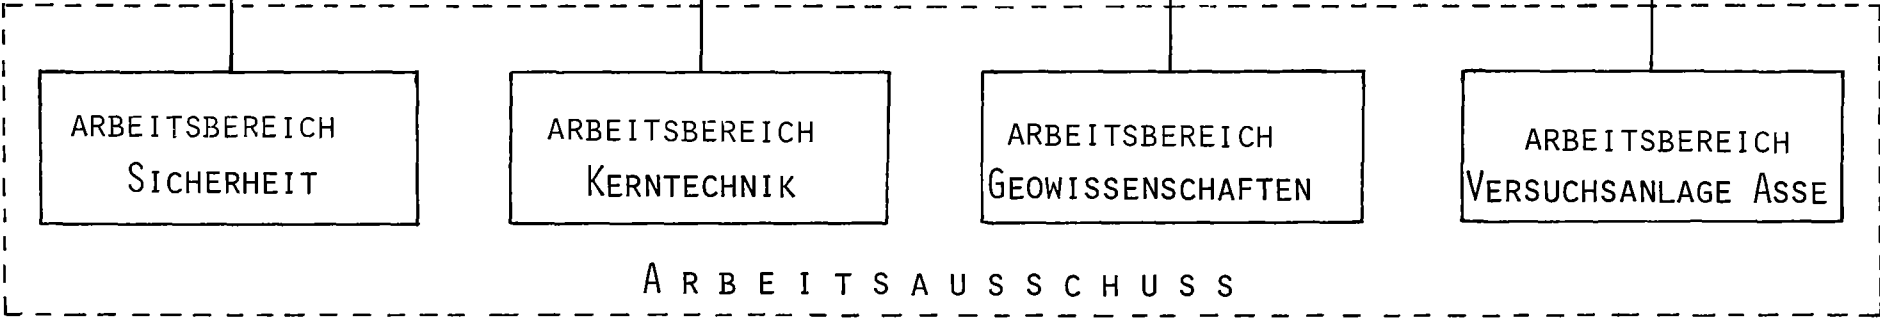 ARBEITSBEREICH
SICHERHEIT
ARBEITSBEREICH
KERNTECHNIK
ARBEITSBEREICH
GEOWISSENSCHAFTEN
ARBEITSBEREICH
VERSUCHSANLAGE ASSE
ARBEITSAUSSCHUSS